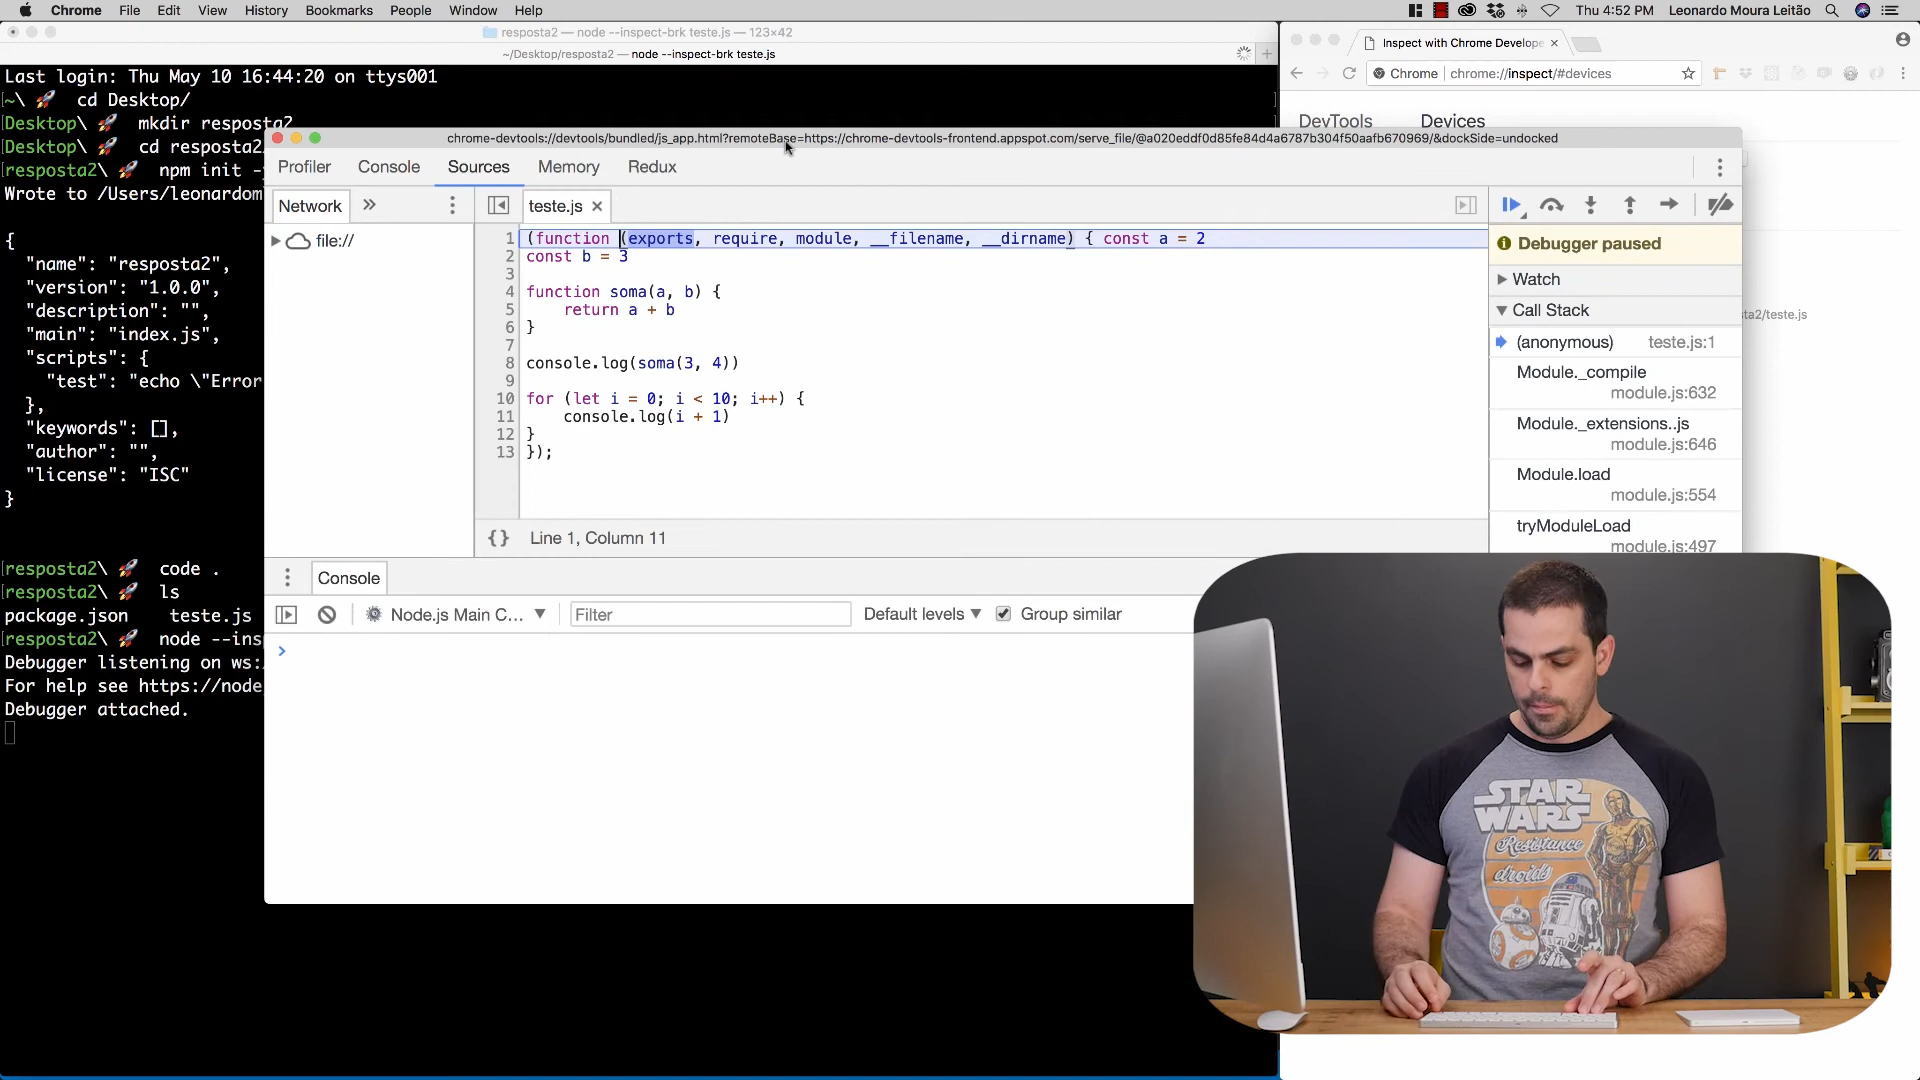 Chrome File Edit View History Bookmarks People Window Help
Thu 4:52 PM Leonardo Moura Leitão
resposta2 — node --inspect-brk teste.js — 123×42
~/Desktop/resposta2 — node --inspect-brk teste.js
Last login: Thu May 10 16:44:20 on ttys001
~\ 🚀 cd Desktop/
Desktop\ 🚀 mkdir resposta2
Desktop\ 🚀 cd resposta2
resposta2\ 🚀 npm init -y
Wrote to /Users/leonardom
{
"name": "resposta2",
"version": "1.0.0",
"description": "",
"main": "index.js",
"scripts": {
"test": "echo \"Error
},
"keywords": [],
"author": "",
"license": "ISC"
}
resposta2\ 🚀 code .
resposta2\ 🚀 ls
package.json teste.js
resposta2\ 🚀 node --insp
Debugger listening on ws:
For help see https://node
Debugger attached.
Inspect with Chrome Develope
Chrome chrome://inspect/#devices
DevTools Devices
ta2/teste.js
chrome-devtools://devtools/bundled/js_app.html?remoteBase=https://chrome-devtools-frontend.appspot.com/serve_file/@a020eddf0d85fe84d4a6787b304f50aafb670969/&dockSide=undocked
Profiler Console Sources Memory Redux
Network »
file://
teste.js
1 (function (exports, require, module, __filename, __dirname) { const a = 2
2 const b = 3
3
4 function soma(a, b) {
5 return a + b
6 }
7
8 console.log(soma(3, 4))
9
10 for (let i = 0; i < 10; i++) {
11 console.log(i + 1)
12 }
13 });
{} Line 1, Column 11
Debugger paused
Watch
Call Stack
(anonymous) teste.js:1
Module._compile
module.js:632
Module._extensions..js
module.js:646
Module.load
module.js:554
tryModuleLoad
module.js:497
Console
Node.js Main C... Filter Default levels Group similar
>
STAR
WARS
Resistance
droids